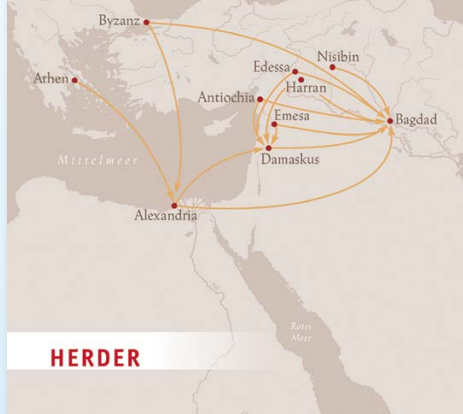 Byzanz
Nisibin
Edessa
Athen
Harran
Antiochia
Emesa
Bagdad
Mittelmeer
Damaskus
Alexandria
Rotes
Meer
HERDER